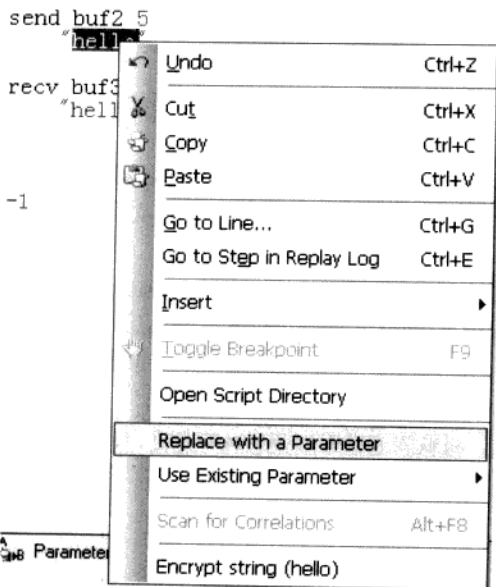 send buf2 5
"hello"
recv buf3
"hell
-1
Undo Ctrl+Z
Cut Ctrl+X
Copy Ctrl+C
Paste Ctrl+V
Go to Line... Ctrl+G
Go to Step in Replay Log Ctrl+E
Insert
Toggle Breakpoint F9
Open Script Directory
Replace with a Parameter
Use Existing Parameter
Scan for Correlations Alt+F8
Encrypt string (hello)
A B Parameter